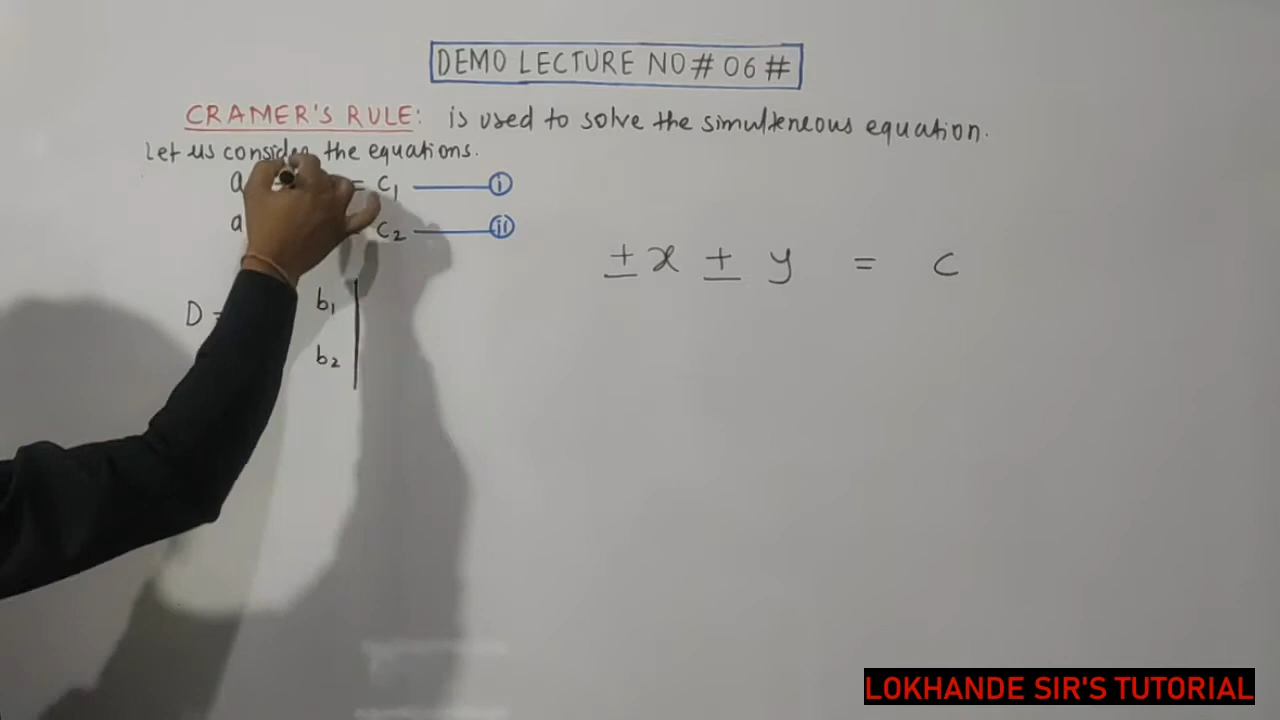 DEMO LECTURE NO# 06#
CRAMER'S RULE: is used to solve the simulteneous equation.
Let us consider the equations.
a = c₁ i
a c₂ ii
±x ± y = c
D = b₁
b₂
LOKHANDE SIR'S TUTORIAL